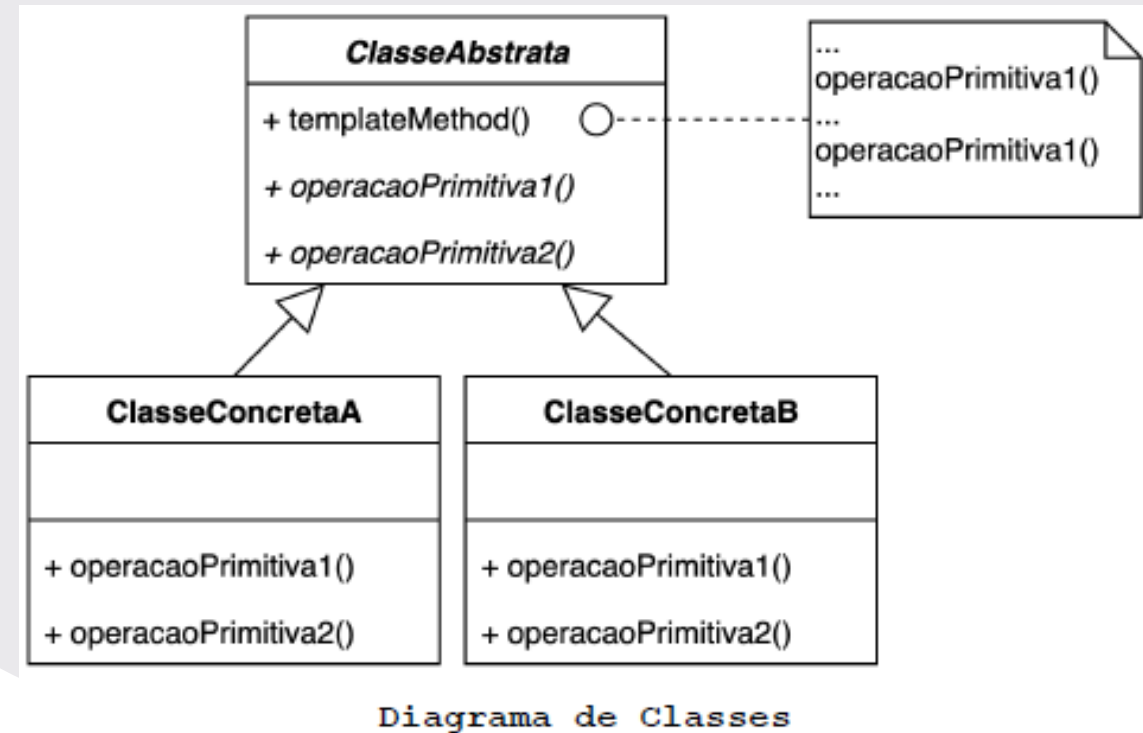 ClasseAbstrata
+ templateMethod()
+ operacaoPrimitiva1()
+ operacaoPrimitiva2()
...
operacaoPrimitiva1()
...
operacaoPrimitiva1()
...
ClasseConcretaA
+ operacaoPrimitiva1()
+ operacaoPrimitiva2()
ClasseConcretaB
+ operacaoPrimitiva1()
+ operacaoPrimitiva2()
Diagrama de Classes